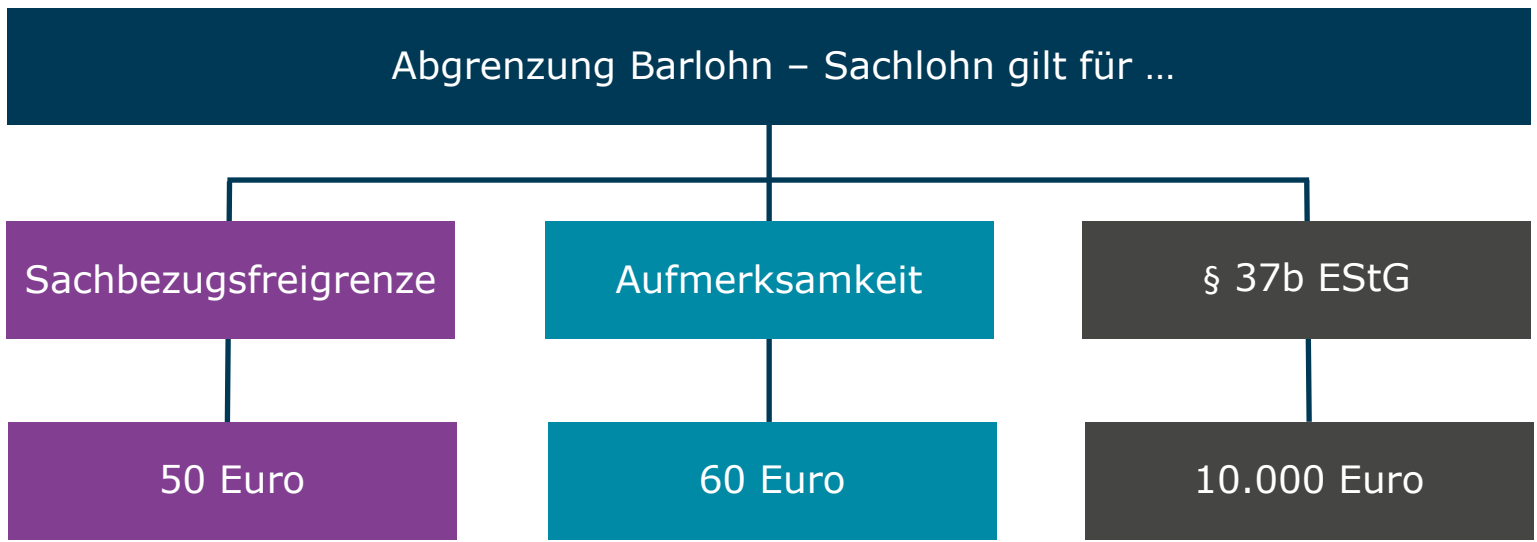 Abgrenzung Barlohn – Sachlohn gilt für …
Sachbezugsfreigrenze
Aufmerksamkeit
§ 37b EStG
50 Euro
60 Euro
10.000 Euro